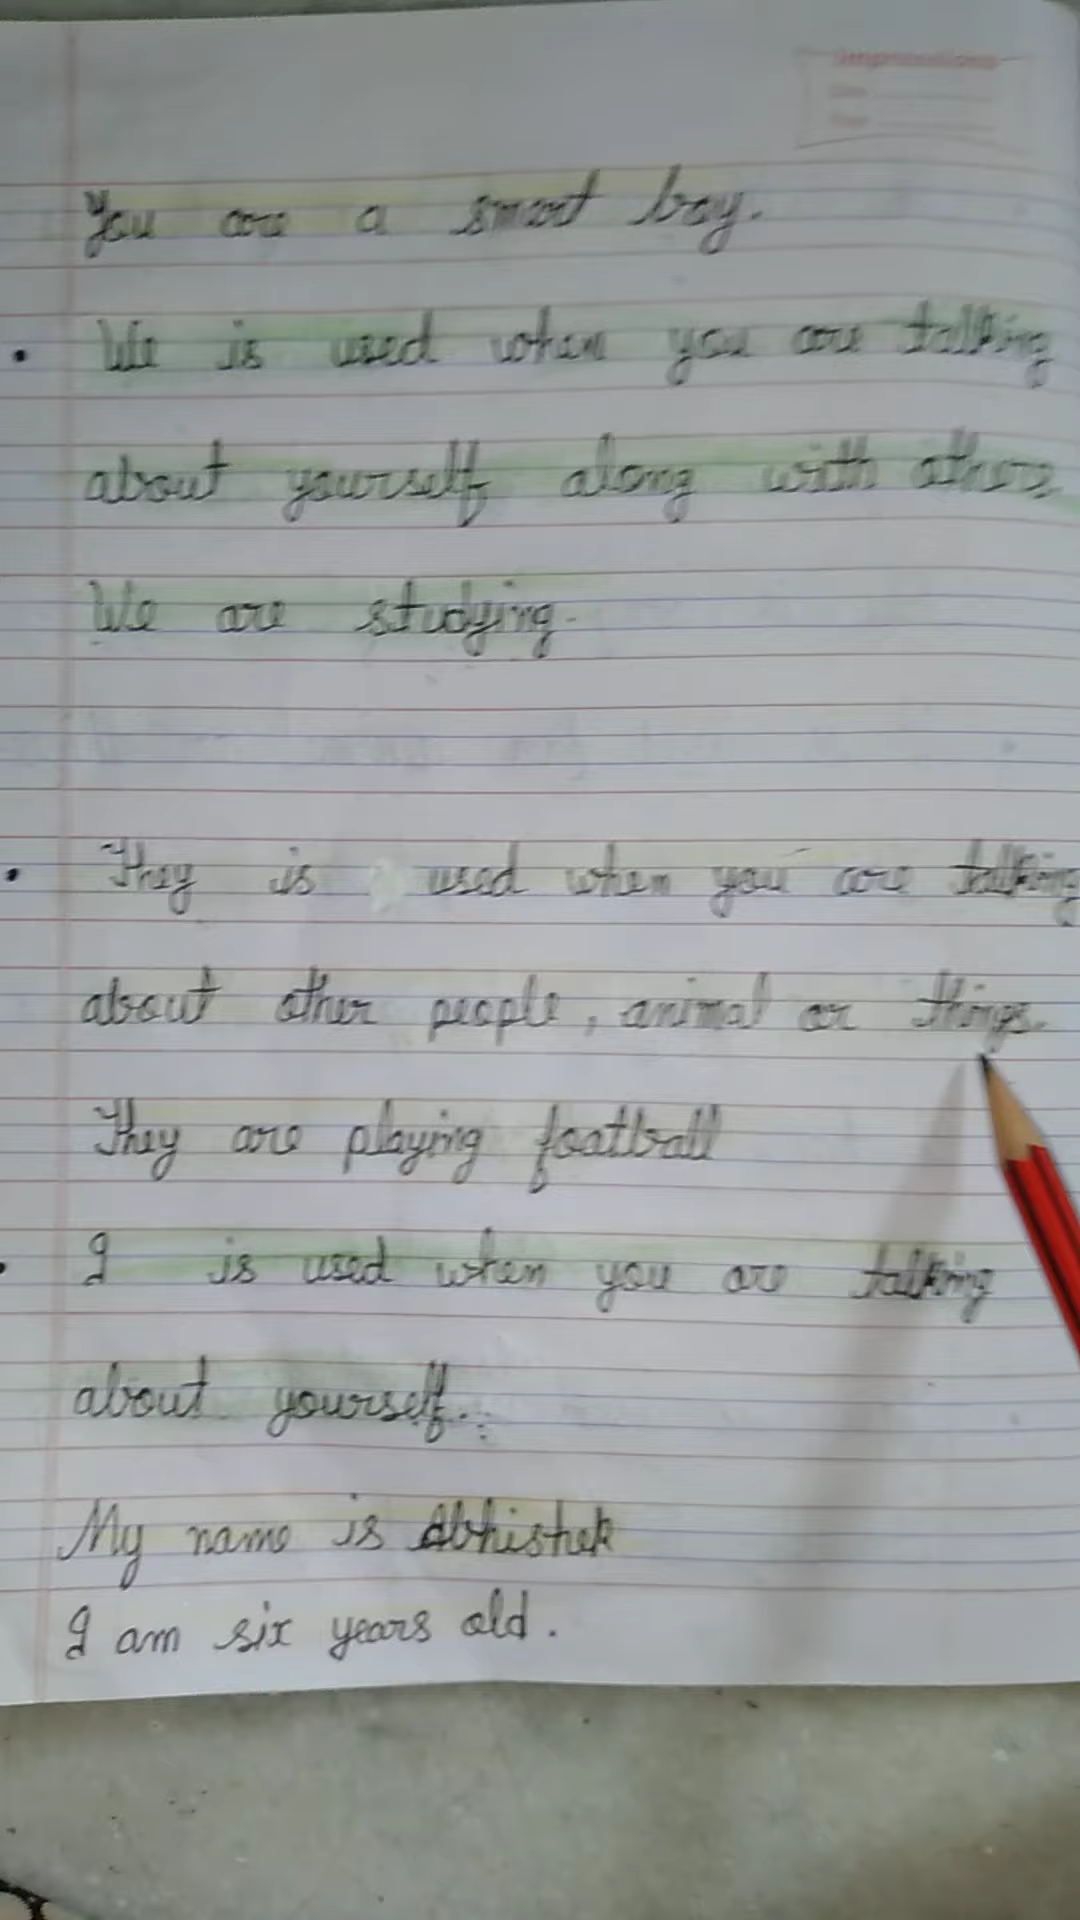 You are a smart boy.
• We is used when you are talking
about yourself along with others
We are studying.
• They is used when you are talking
about other people, animal or things.
They are playing football
• I is used when you are talking
about yourself.
My name is Abhishek
I am six years old.